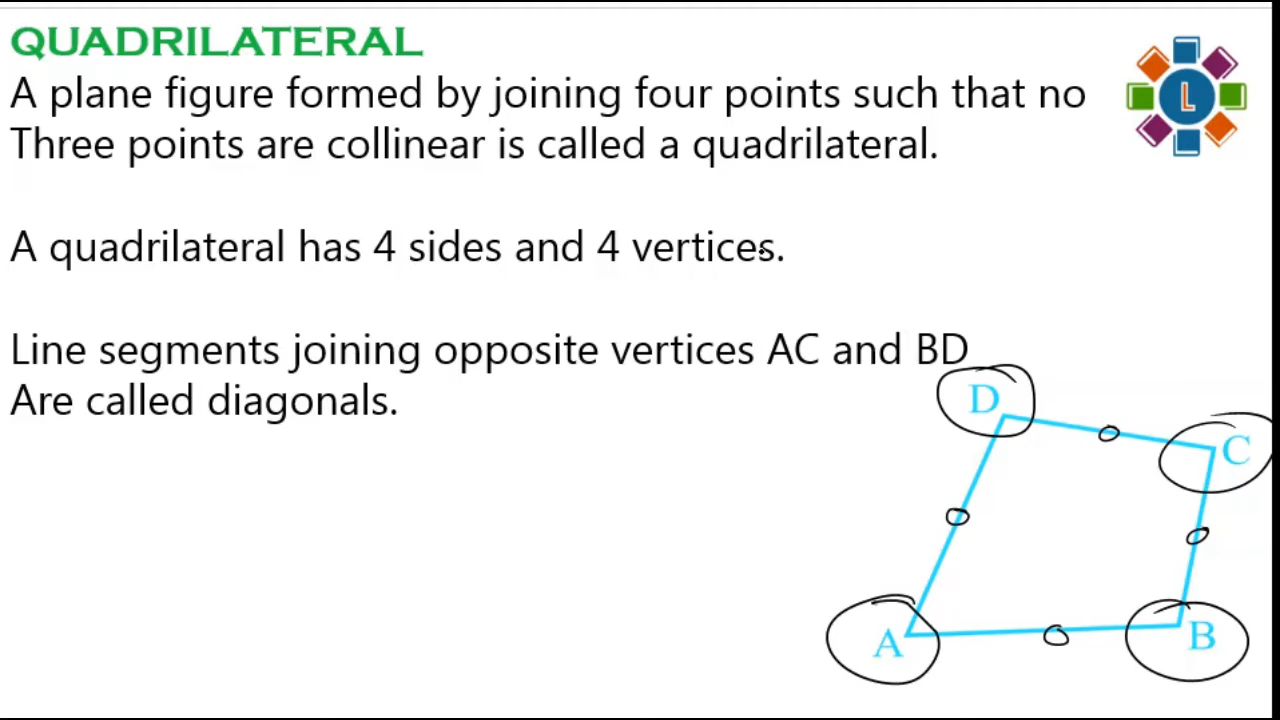 QUADRILATERAL
A plane figure formed by joining four points such that no
Three points are collinear is called a quadrilateral.
A quadrilateral has 4 sides and 4 vertices.
Line segments joining opposite vertices AC and BD
Are called diagonals.
L
D
C
A
B